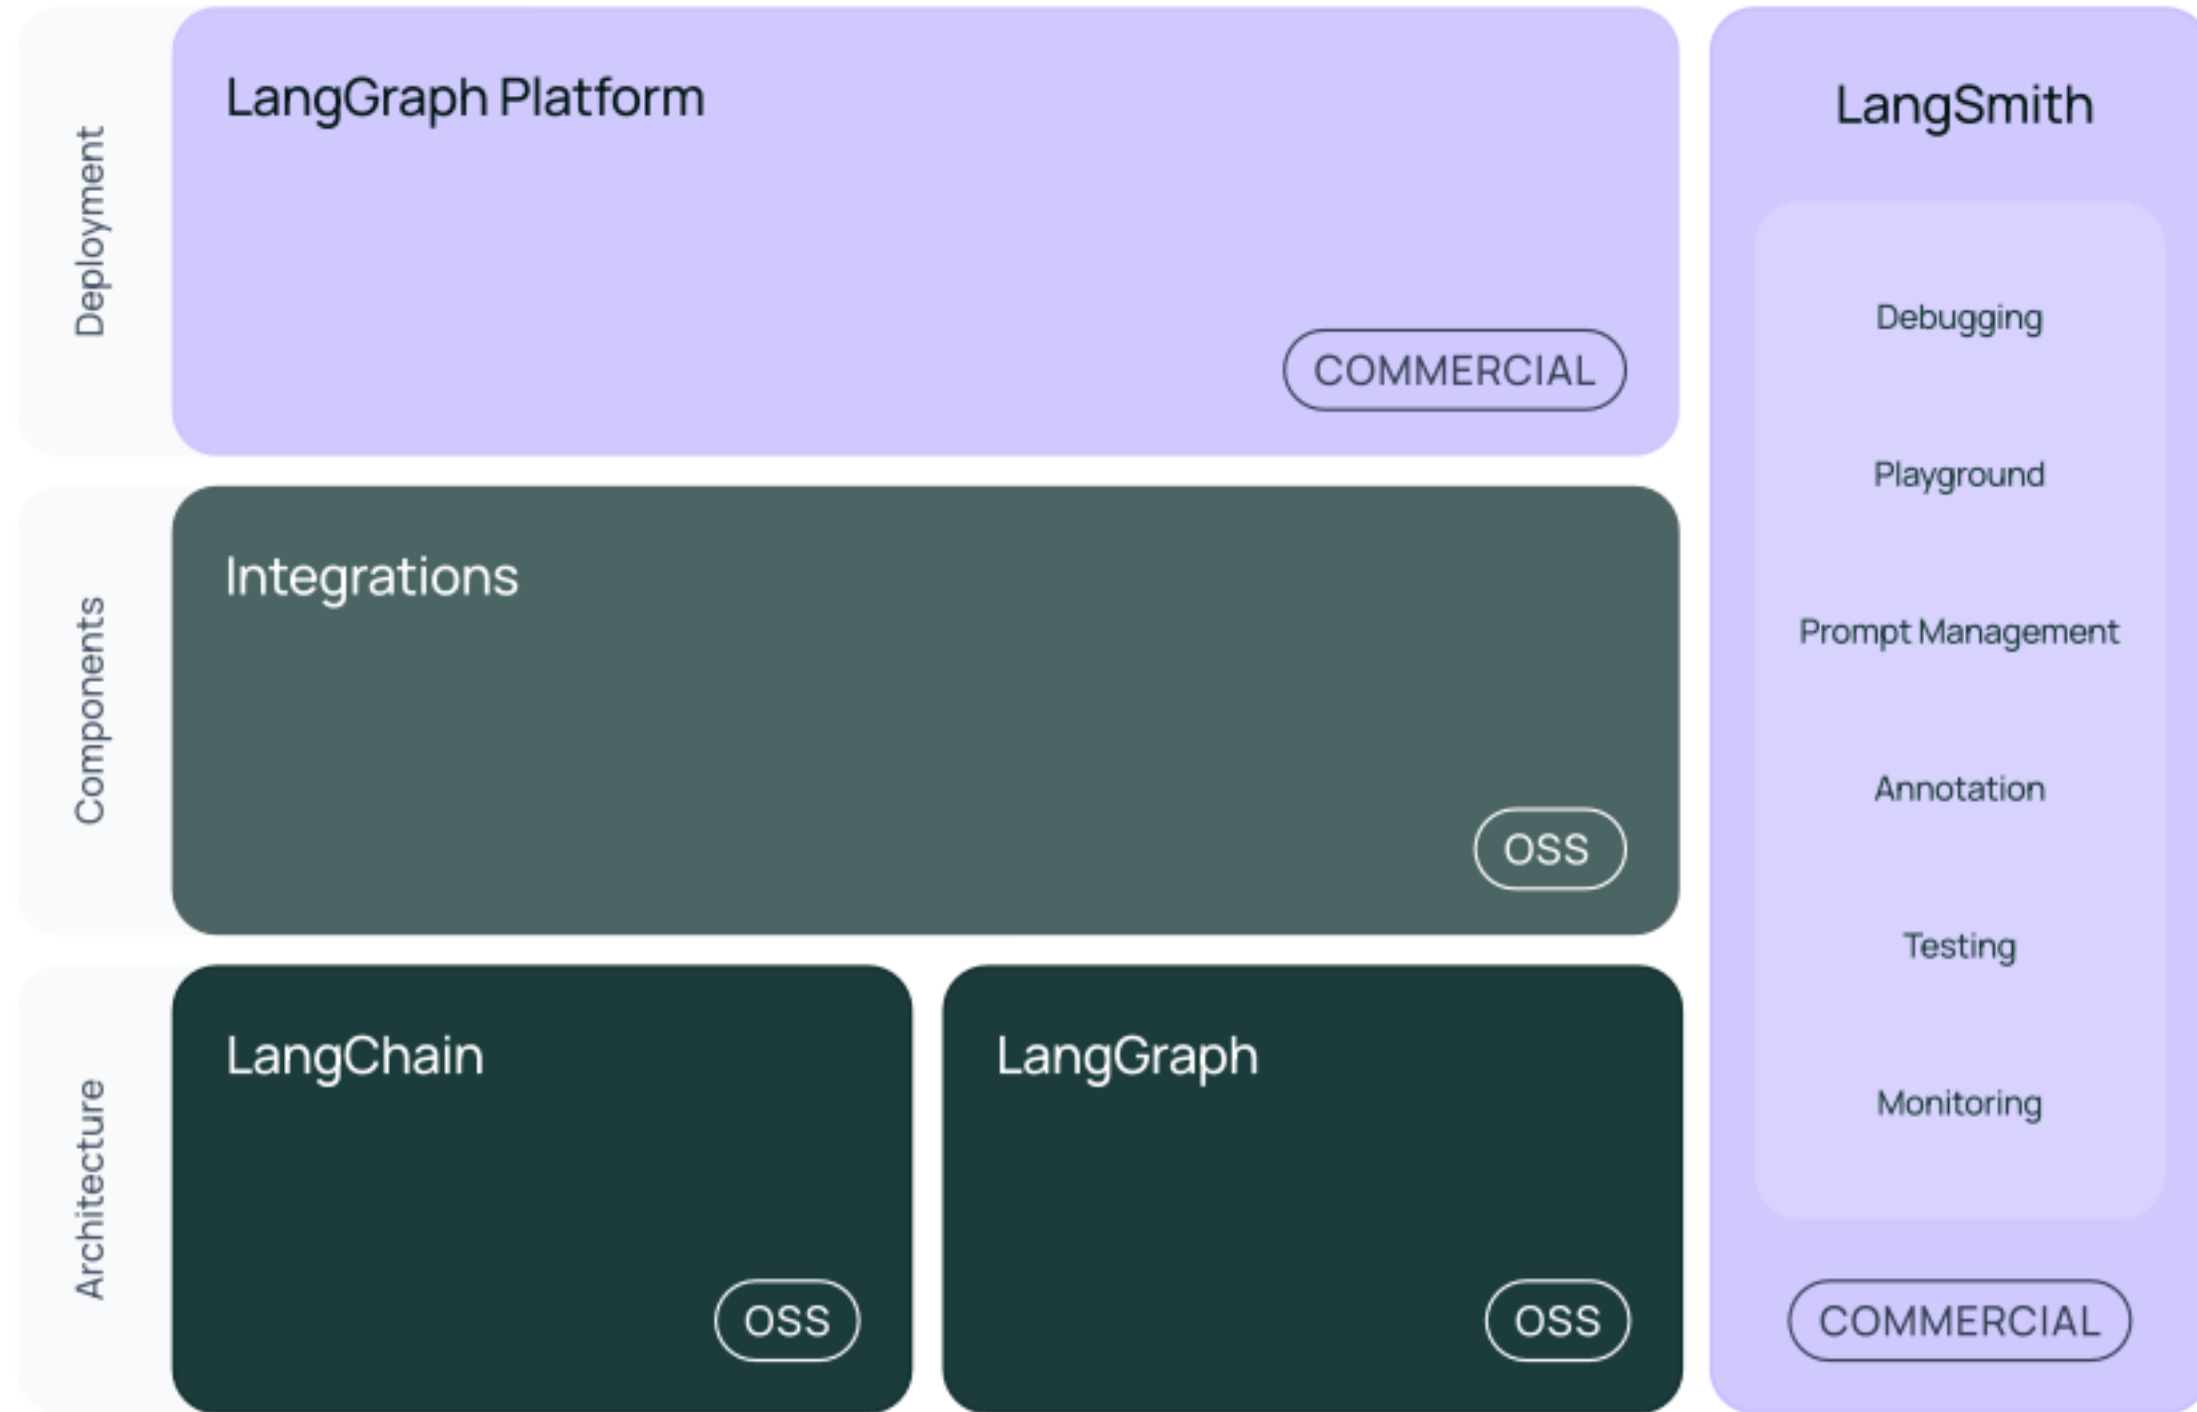 Deployment
LangGraph Platform
COMMERCIAL
Components
Integrations
OSS
Architecture
LangChain
OSS
LangGraph
OSS
LangSmith
Debugging
Playground
Prompt Management
Annotation
Testing
Monitoring
COMMERCIAL